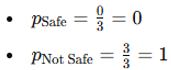 • p_Safe = 0/3 = 0
• p_Not Safe = 3/3 = 1